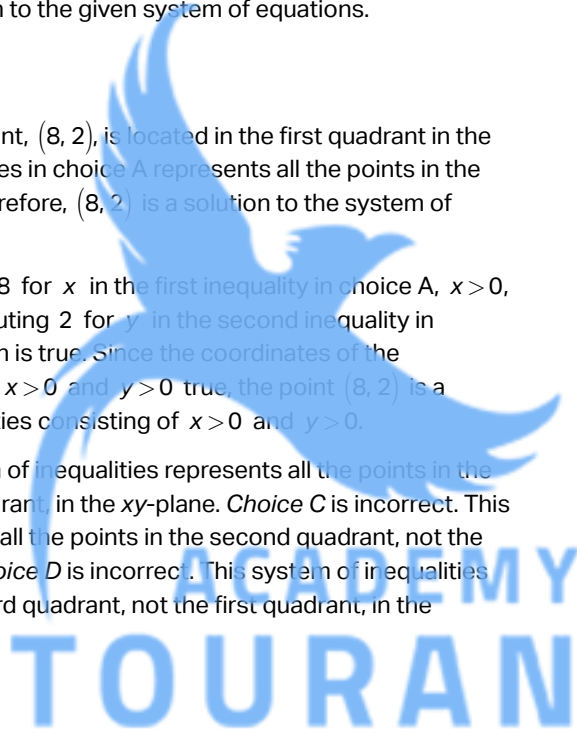 n to the given system of equations.
nt, (8, 2), is located in the first quadrant in the
es in choice A represents all the points in the
refore, (8, 2) is a solution to the system of
8 for x in the first inequality in choice A, x > 0,
uting 2 for y in the second inequality in
n is true. Since the coordinates of the
x > 0 and y > 0 true, the point (8, 2) is a
ies consisting of x > 0 and y > 0.
n of inequalities represents all the points in the
rant, in the xy-plane. Choice C is incorrect. This
all the points in the second quadrant, not the
oice D is incorrect. This system of inequalities
rd quadrant, not the first quadrant, in the
ACADEMY
TOURAN